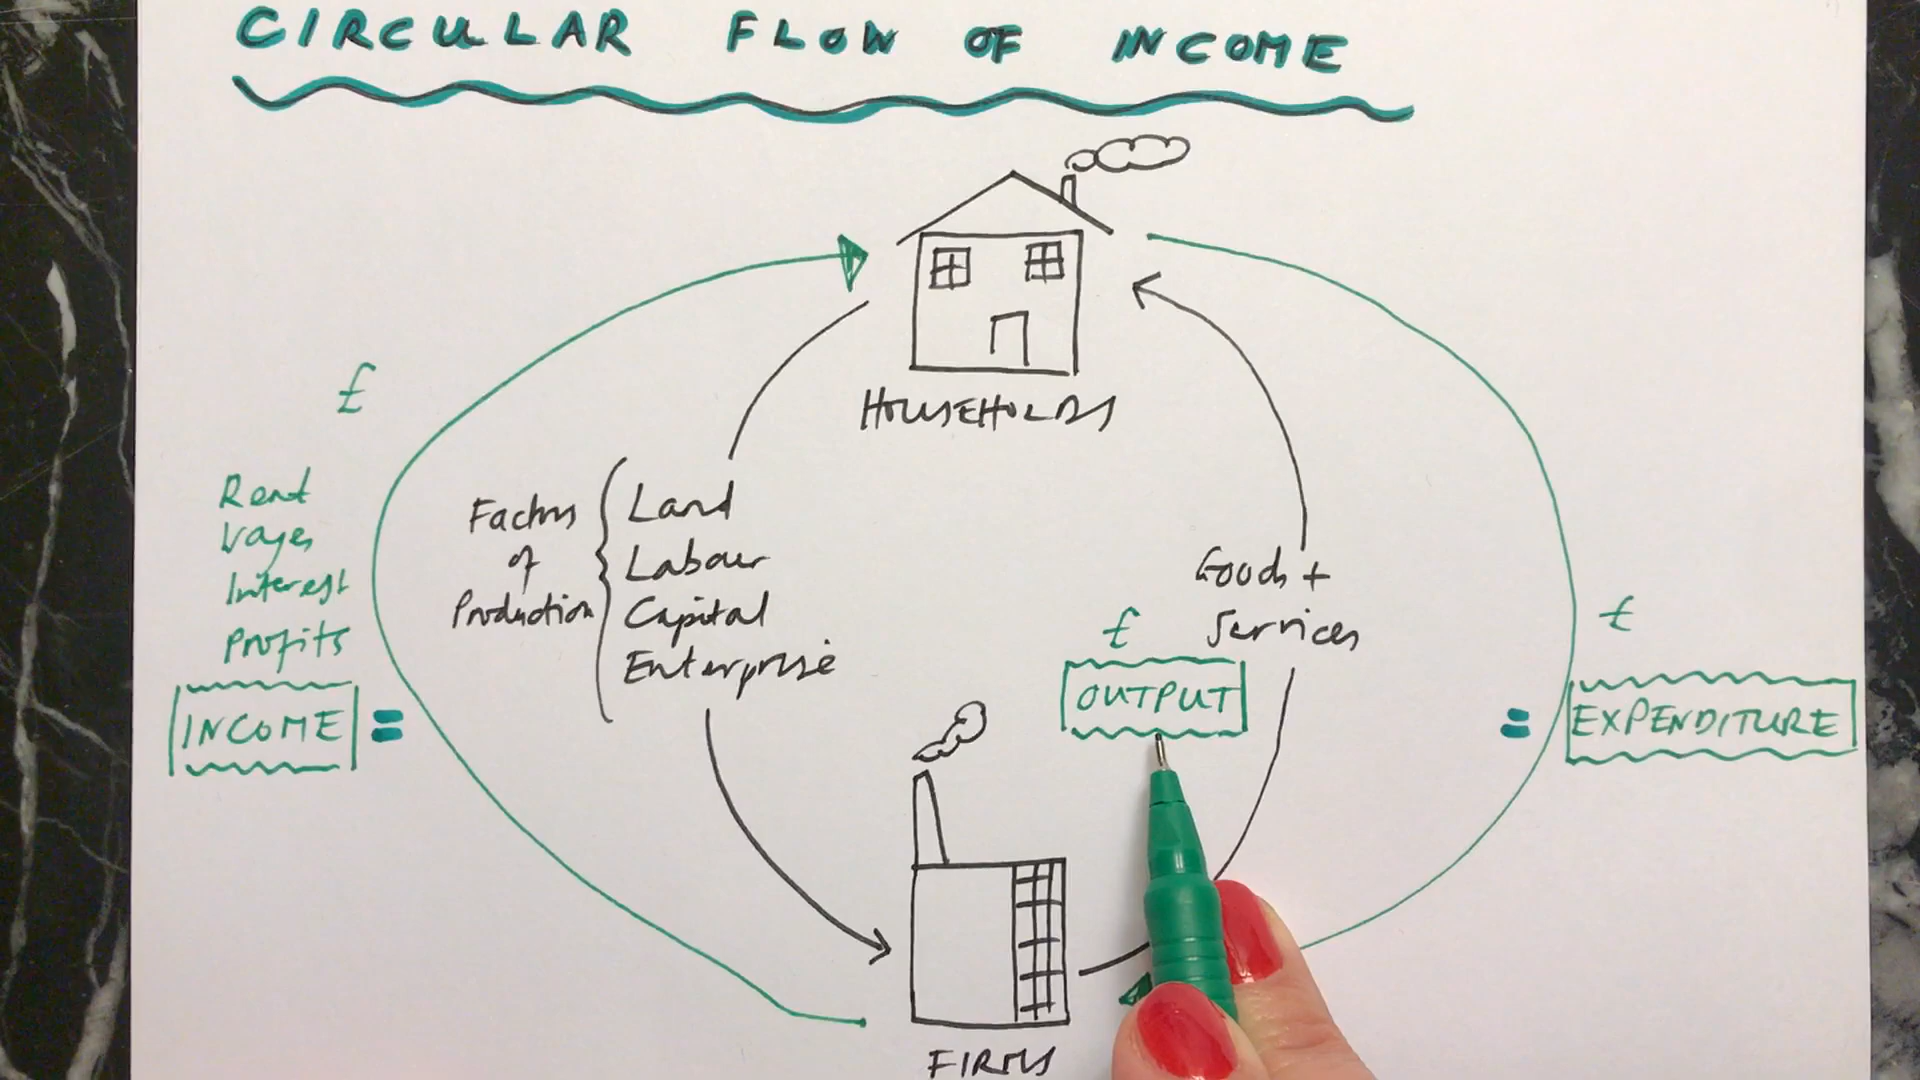 CIRCULAR FLOW OF INCOME
HOUSEHOLDS
£
Rent
Wages
Interest
Profits
INCOME =
Factors
of
Production
Land
Labour
Capital
Enterprise
Goods +
Services
£
OUTPUT
£
= EXPENDITURE
FIRMS